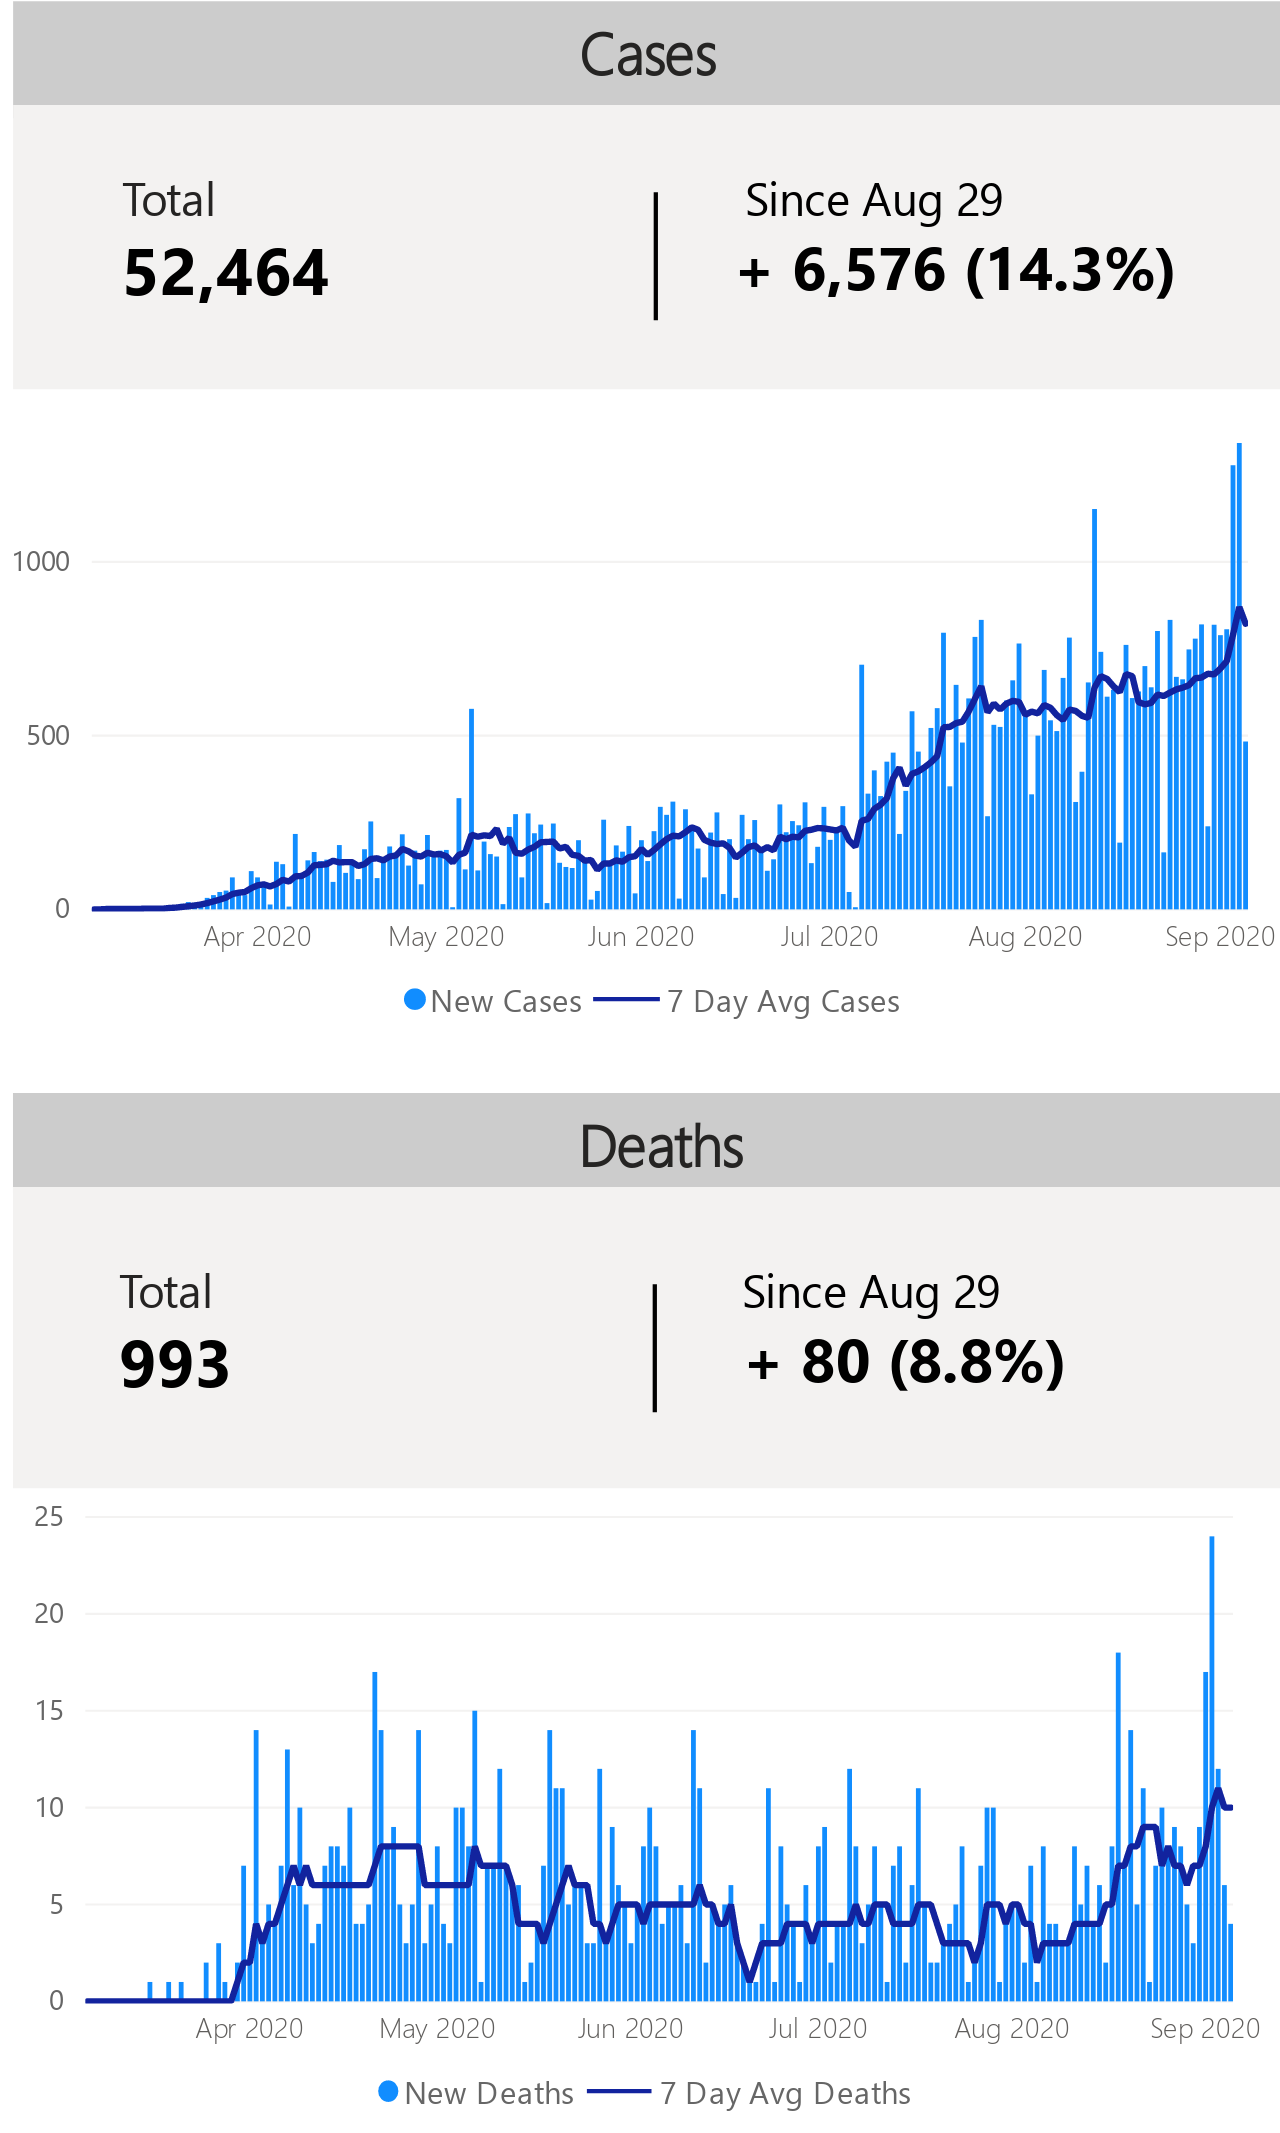 Cases
Total
Since Aug 29
52,464
+ 6,576 (14.3%)
1000
500
0
Apr 2020 May 2020 Jun 2020 Jul 2020 Aug 2020 Sep 2020
New Cases 7 Day Avg Cases
Deaths
Total
Since Aug 29
993
+ 80 (8.8%)
25
20
15
10
5
0
Apr 2020 May 2020 Jun 2020 Jul 2020 Aug 2020 Sep 2020
New Deaths 7 Day Avg Deaths